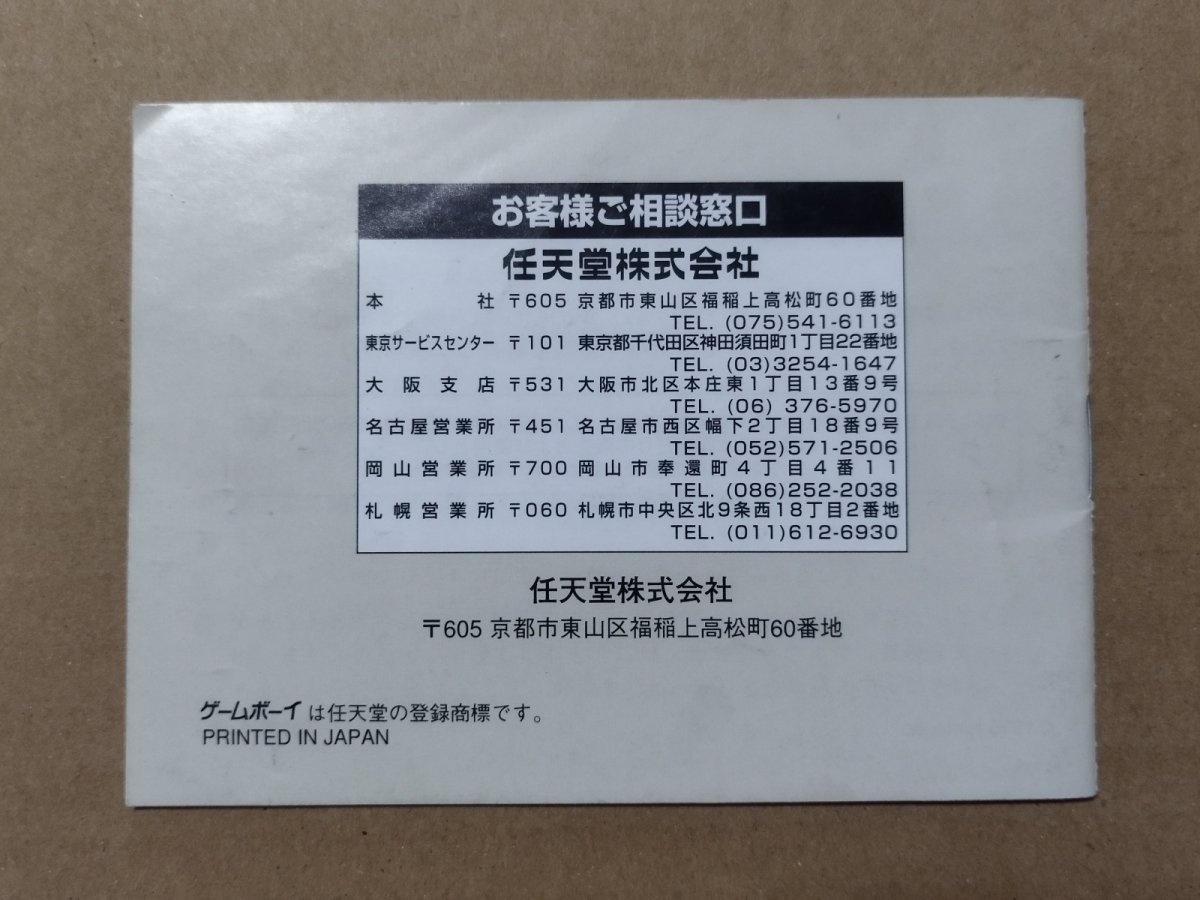 お客様ご相談窓口
任天堂株式会社
本社 〒605 京都市東山区福稲上高松町60番地
TEL. (075)541-6113
東京サービスセンター 〒101 東京都千代田区神田須田町1丁目22番地
TEL. (03)3254-1647
大阪支店 〒531 大阪市北区本庄東1丁目13番9号
TEL. (06) 376-5970
名古屋営業所 〒451 名古屋市西区幅下2丁目18番9号
TEL. (052)571-2506
岡山営業所 〒700 岡山市奉還町4丁目4番11
TEL. (086)252-2038
札幌営業所 〒060 札幌市中央区北9条西18丁目2番地
TEL. (011)612-6930
任天堂株式会社
〒605 京都市東山区福稲上高松町60番地
ゲームボーイは任天堂の登録商標です。
PRINTED IN JAPAN